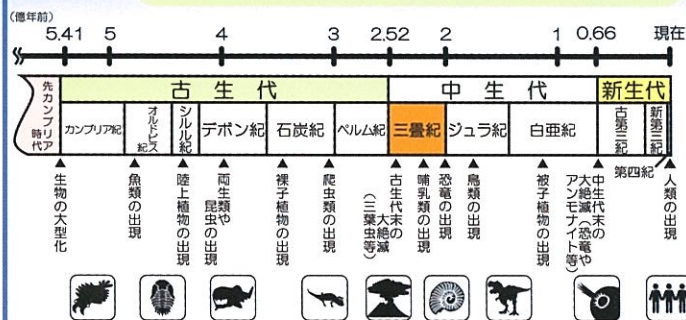 （億年前）
5.41 5 4 3 2.52 2 1 0.66 現在
先カンブリア時代
古生代
中生代
新生代
カンブリア紀
オルドビス紀
シルル紀
デボン紀
石炭紀
ペルム紀
三畳紀
ジュラ紀
白亜紀
古第三紀
新第三紀
第四紀
▲生物の大型化
▲魚類の出現
▲陸上植物の出現
▲両生類や
昆虫の出現
▲裸子植物の出現
▲爬虫類の出現
▲古生代末の
大絶滅
（三葉虫等）
▲哺乳類の出現
▲恐竜の出現
▲鳥類の出現
▲被子植物の出現
▲中生代末の
大絶滅（恐竜や
アンモナイト等）
▲人類の出現